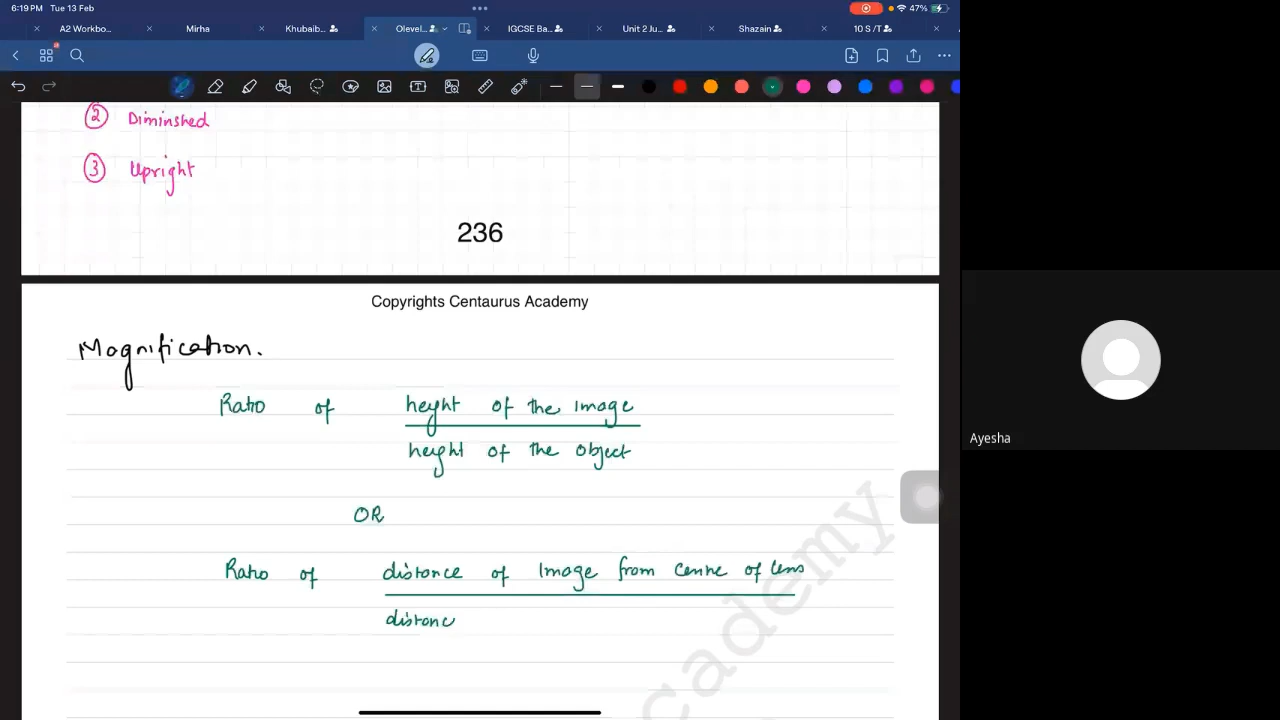 6:19 PM Tue 13 Feb
47%
A2 Workbo...
Mirha
Khubaib...
Olevel...
IGCSE Ba...
Unit 2 Ju...
Shazain...
10 S /T...
2 Diminshed
3 Upright
236
Copyrights Centaurus Academy
Magnification.
Ratio of height of the image
height of the object
OR
Ratio of distance of Image from centre of lens
distanc
cademy
Ayesha